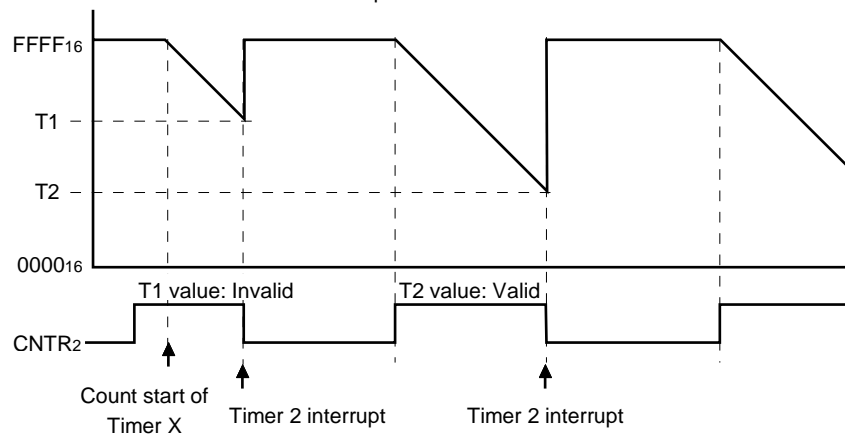 FFFF16
T1
T2
000016
T1 value: Invalid T2 value: Valid
CNTR2
Count start of
Timer X
Timer 2 interrupt
Timer 2 interrupt